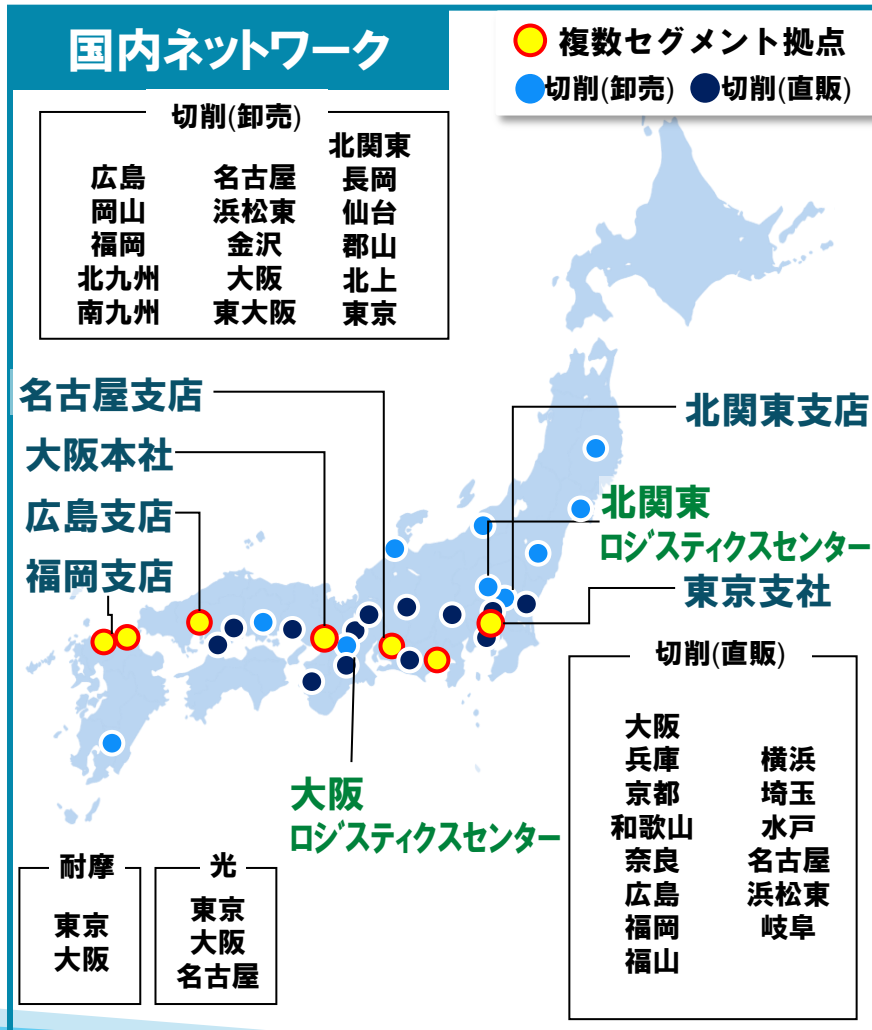 国内ネットワーク
複数セグメント拠点
切削(卸売) 切削(直販)
切削(卸売)
北関東
広島 名古屋 長岡
岡山 浜松東 仙台
福岡 金沢 郡山
北九州 大阪 北上
南九州 東大阪 東京
名古屋支店
大阪本社
広島支店
福岡支店
北関東支店
北関東
ロジスティクスセンター
東京支社
大阪
ロジスティクスセンター
切削(直販)
大阪
兵庫 横浜
京都 埼玉
和歌山 水戸
奈良 名古屋
広島 浜松東
福岡 岐阜
福山
耐摩
東京
大阪
光
東京
大阪
名古屋